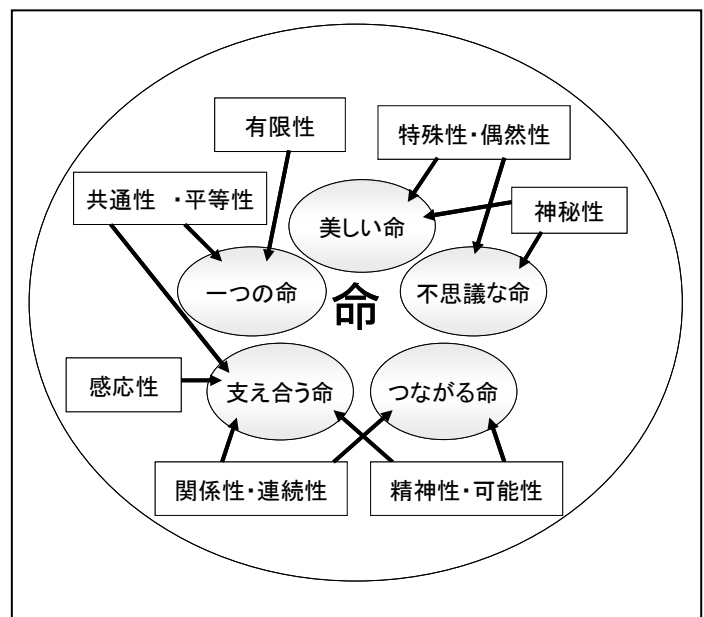 有限性
特殊性・偶然性
共通性 ・平等性
神秘性
美しい命
一つの命
命
不思議な命
感応性
支え合う命
つながる命
関係性・連続性
精神性・可能性